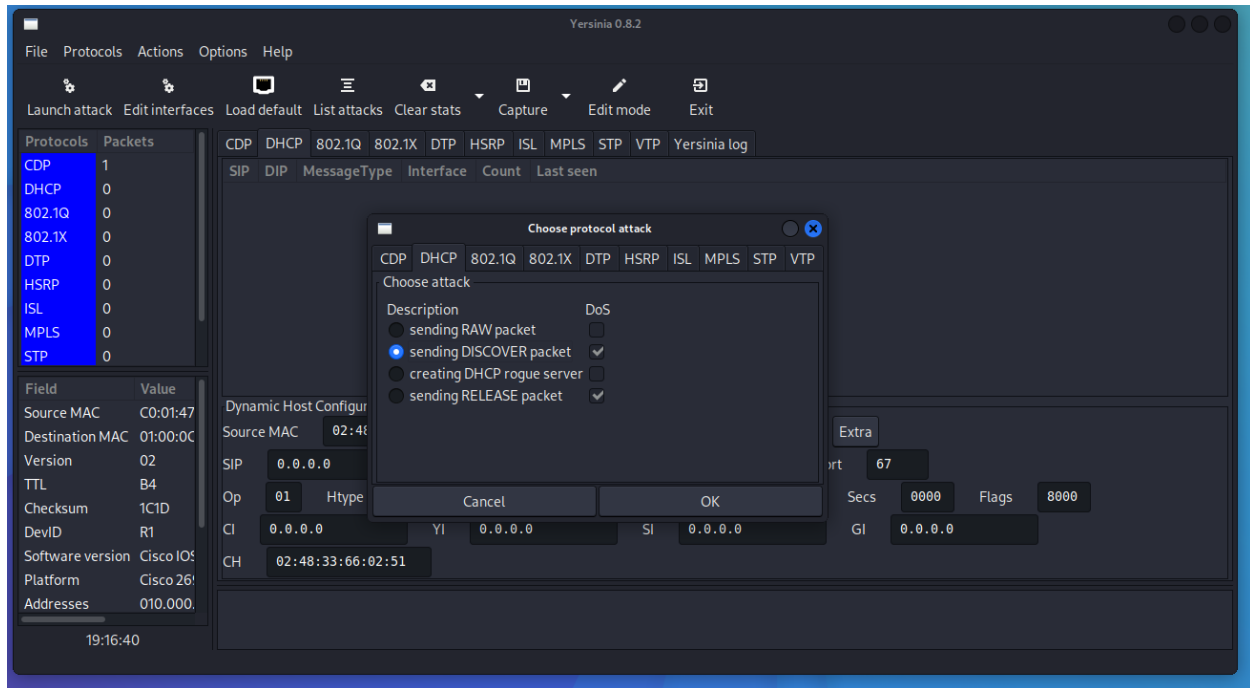 Yersinia 0.8.2
File Protocols Actions Options Help
Launch attack Edit interfaces Load default List attacks Clear stats Capture Edit mode Exit
Protocols Packets
CDP 1
DHCP 0
802.1Q 0
802.1X 0
DTP 0
HSRP 0
ISL 0
MPLS 0
STP 0
Field Value
Source MAC C0:01:47
Destination MAC 01:00:0C
Version 02
TTL B4
Checksum 1C1D
DevID R1
Software version Cisco IOS
Platform Cisco 269
Addresses 010.000.
19:16:40
CDP DHCP 802.1Q 802.1X DTP HSRP ISL MPLS STP VTP Yersinia log
SIP DIP MessageType Interface Count Last seen
Choose protocol attack
CDP DHCP 802.1Q 802.1X DTP HSRP ISL MPLS STP VTP
Choose attack
Description DoS
sending RAW packet
sending DISCOVER packet
creating DHCP rogue server
sending RELEASE packet
Cancel OK
Dynamic Host Configur
Source MAC 02:48 Extra
SIP 0.0.0.0 ort 67
Op 01 Htype Secs 0000 Flags 8000
CI 0.0.0.0 YI 0.0.0.0 SI 0.0.0.0 GI 0.0.0.0
CH 02:48:33:66:02:51